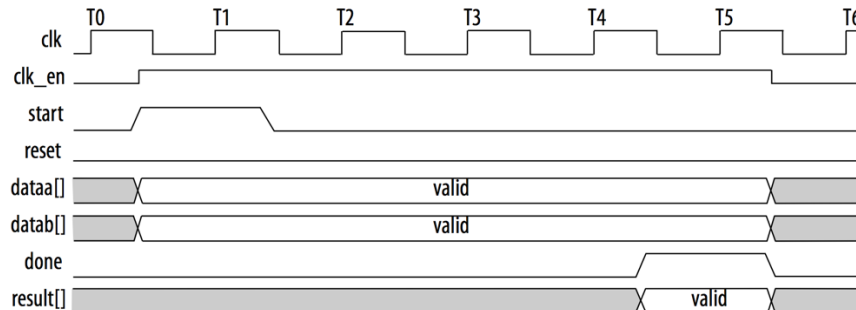 T0 T1 T2 T3 T4 T5 T6
clk
clk_en
start
reset
dataa[] valid
datab[] valid
done
result[] valid